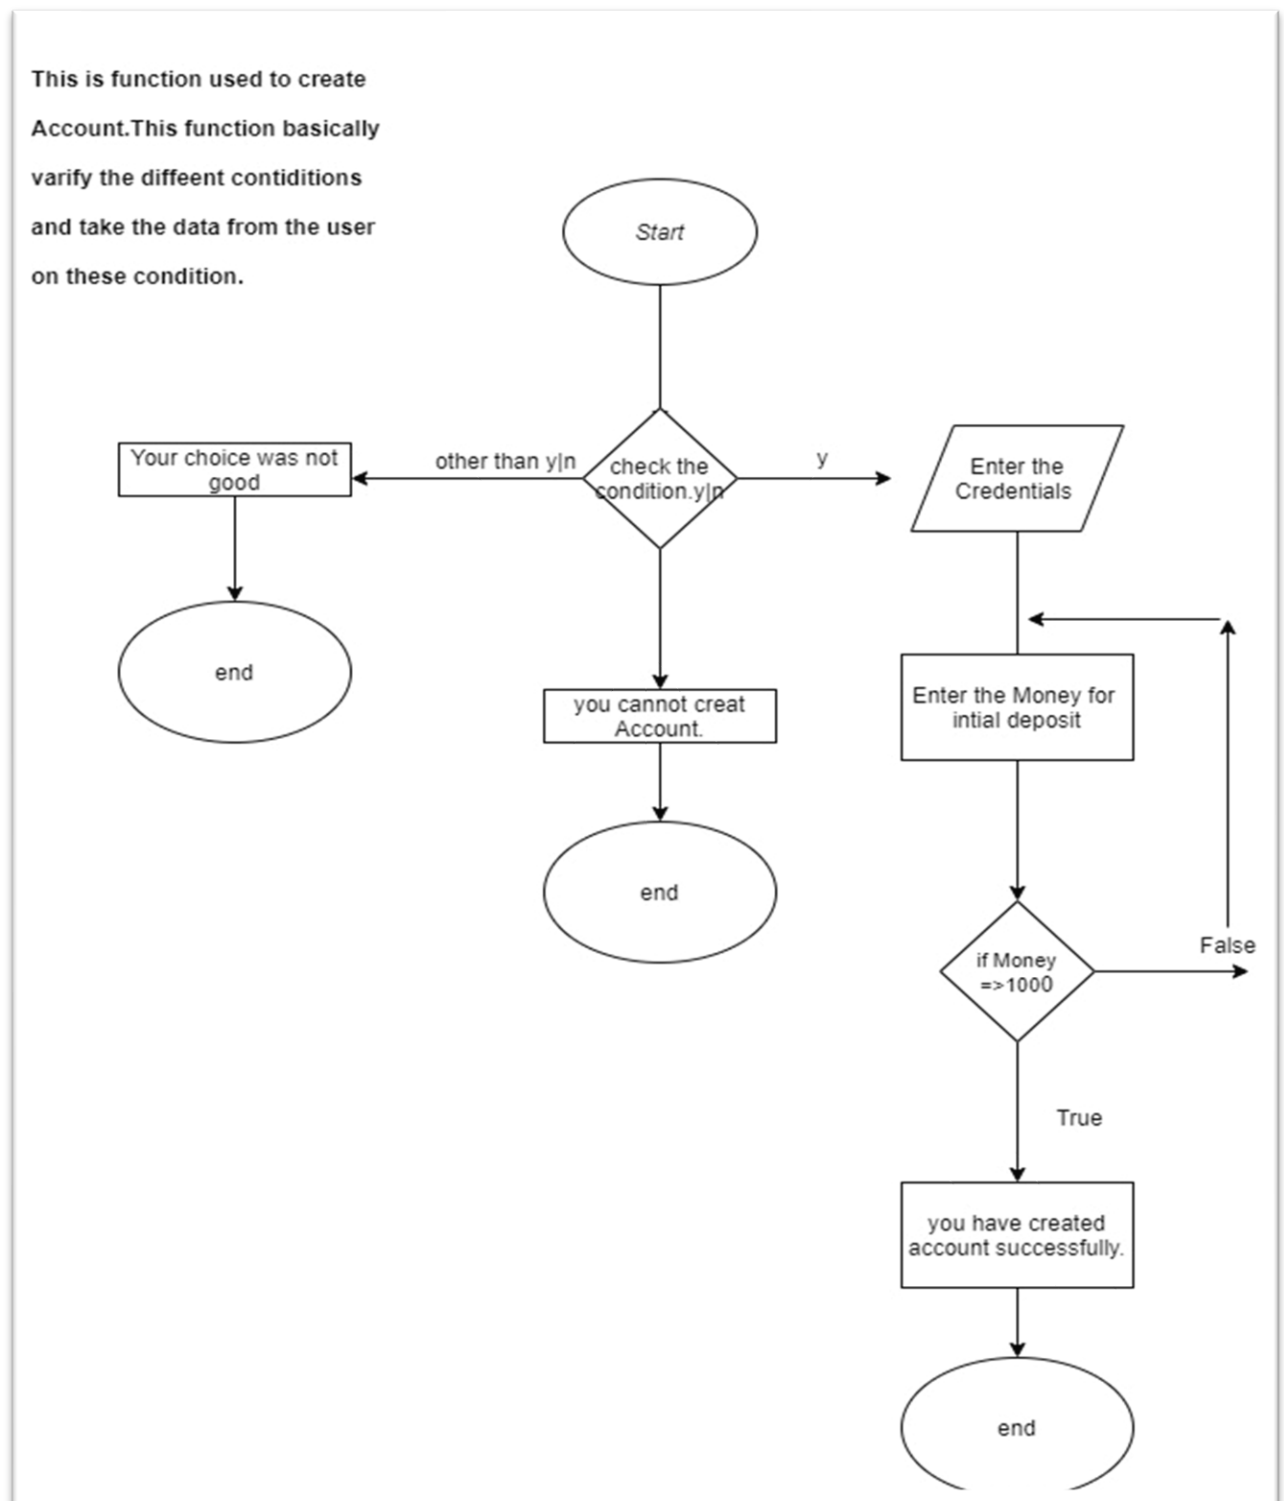 This is function used to create
Account.This function basically
varify the diffeent contiditions
and take the data from the user
on these condition.
Start
Your choice was not
good
other than y|n
check the
condition.y|n
y
Enter the
Credentials
end
you cannot creat
Account.
Enter the Money for
intial deposit
end
if Money
=>1000
False
True
you have created
account successfully.
end